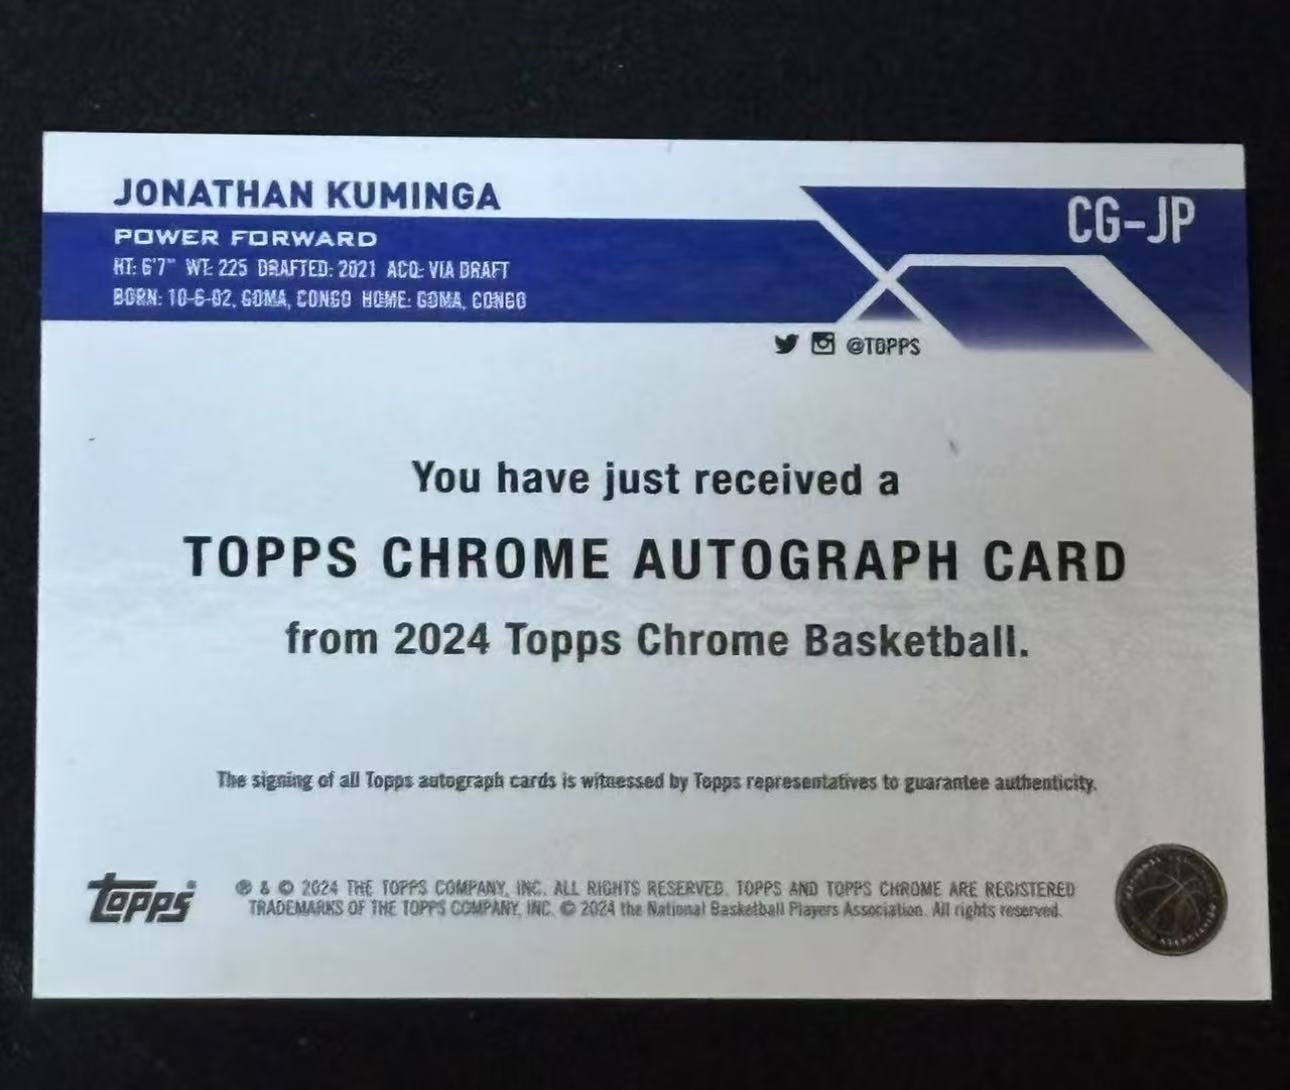 JONATHAN KUMINGA
CG-JP
POWER FORWARD
HT: 6'7" WT: 225 DRAFTED: 2021 ACQ: VIA DRAFT
BORN: 10-6-02, GOMA, CONGO HOME: GOMA, CONGO
@TOPPS
You have just received a
TOPPS CHROME AUTOGRAPH CARD
from 2024 Topps Chrome Basketball.
The signing of all Topps autograph cards is witnessed by Topps representatives to guarantee authenticity.
topps
® & © 2024 THE TOPPS COMPANY, INC. ALL RIGHTS RESERVED. TOPPS AND TOPPS CHROME ARE REGISTERED
TRADEMARKS OF THE TOPPS COMPANY, INC. © 2024 the National Basketball Players Association. All rights reserved.